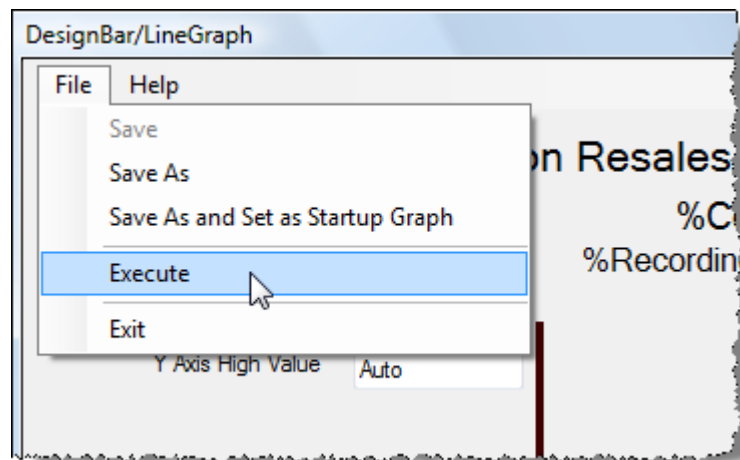 DesignBar/LineGraph
File Help
Save
Save As
on Resales
Save As and Set as Startup Graph
Execute
Exit
Y Axis High Value Auto